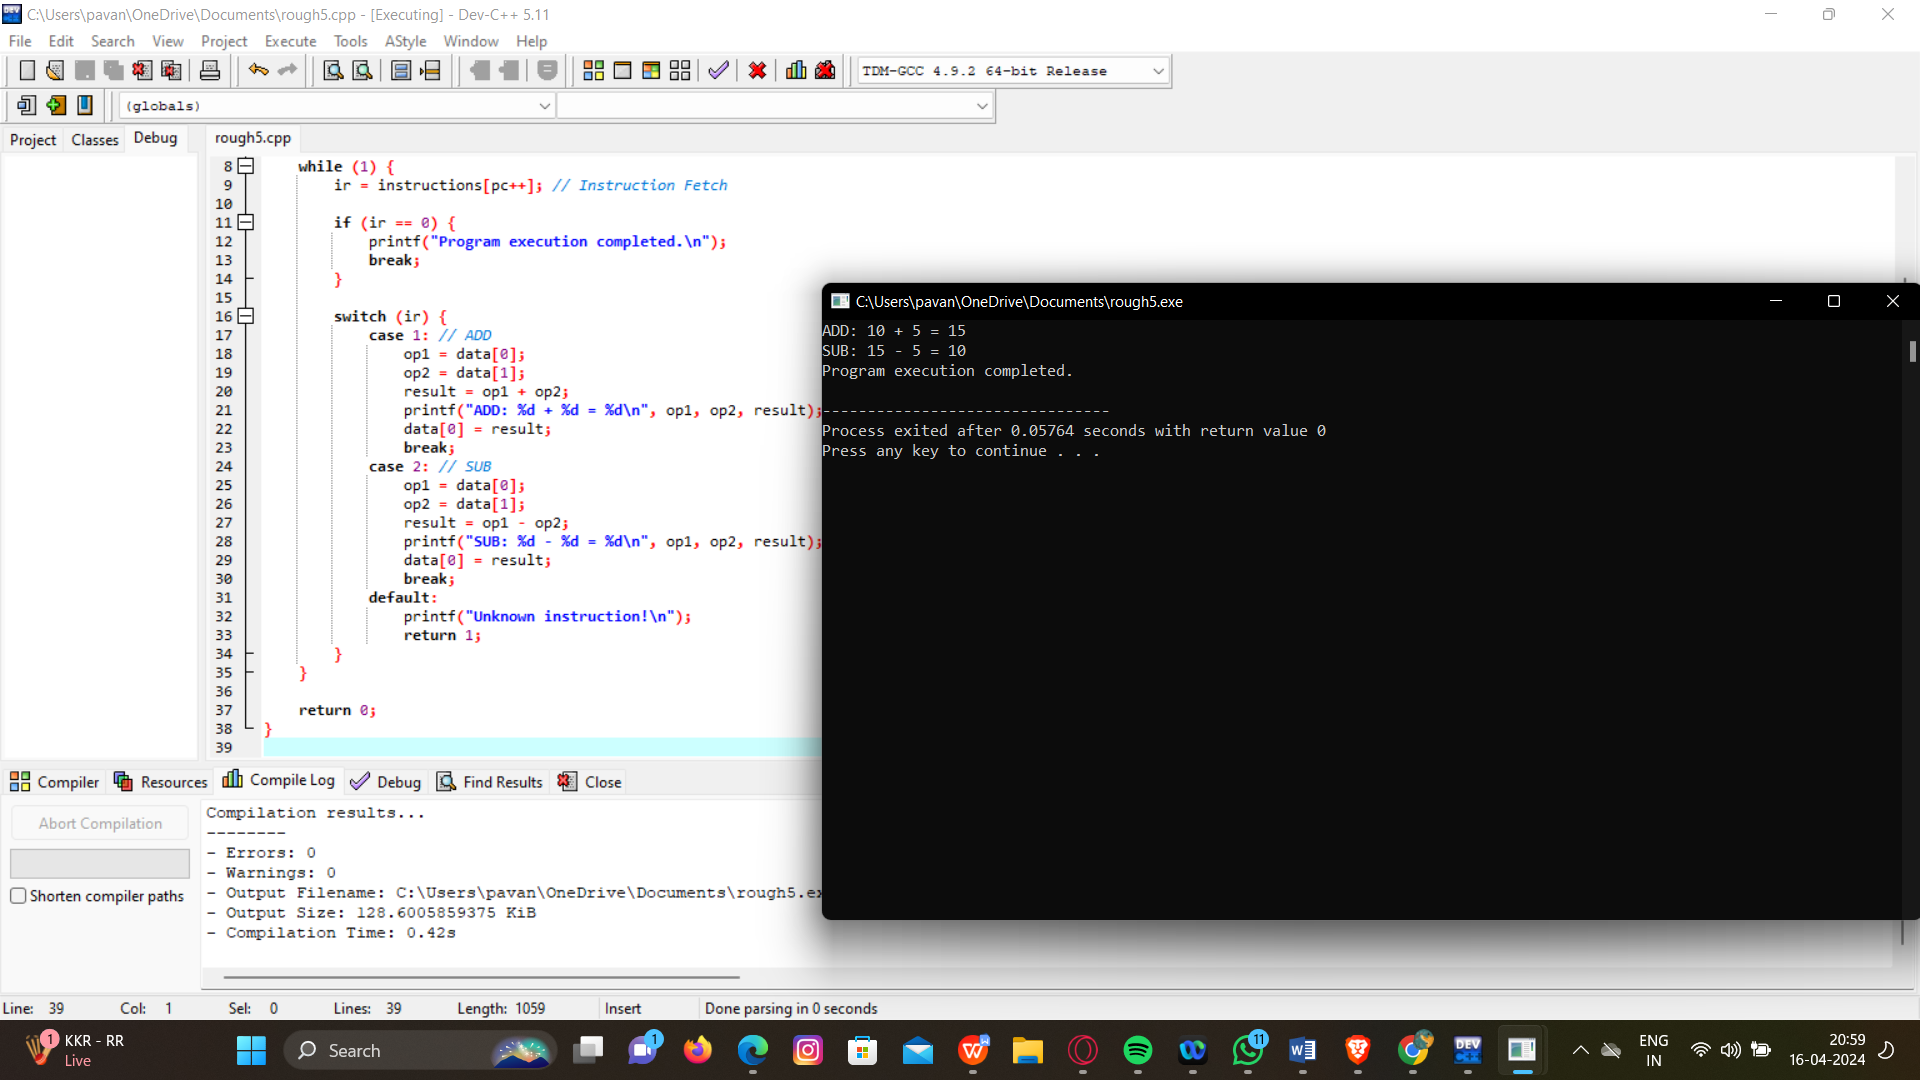 C:\Users\pavan\OneDrive\Documents\rough5.cpp - [Executing] - Dev-C++ 5.11
File Edit Search View Project Execute Tools AStyle Window Help
TDM-GCC 4.9.2 64-bit Release
(globals)
Project Classes Debug
rough5.cpp
8 while (1) {
9 ir = instructions[pc++]; // Instruction Fetch
10
11 if (ir == 0) {
12 printf("Program execution completed.\n");
13 break;
14 }
15
16 switch (ir) {
17 case 1: // ADD
18 op1 = data[0];
19 op2 = data[1];
20 result = op1 + op2;
21 printf("ADD: %d + %d = %d\n", op1, op2, result);
22 data[0] = result;
23 break;
24 case 2: // SUB
25 op1 = data[0];
26 op2 = data[1];
27 result = op1 - op2;
28 printf("SUB: %d - %d = %d\n", op1, op2, result);
29 data[0] = result;
30 break;
31 default:
32 printf("Unknown instruction!\n");
33 return 1;
34 }
35 }
36
37 return 0;
38 }
39
C:\Users\pavan\OneDrive\Documents\rough5.exe
ADD: 10 + 5 = 15
SUB: 15 - 5 = 10
Program execution completed.
--------------------------------
Process exited after 0.05764 seconds with return value 0
Press any key to continue . . .
Compiler Resources Compile Log Debug Find Results Close
Abort Compilation
Shorten compiler paths
Compilation results...
--------
- Errors: 0
- Warnings: 0
- Output Filename: C:\Users\pavan\OneDrive\Documents\rough5.ex
- Output Size: 128.6005859375 KiB
- Compilation Time: 0.42s
Line: 39 Col: 1 Sel: 0 Lines: 39 Length: 1059 Insert Done parsing in 0 seconds
1
KKR - RR
Live
Search
1
11
DEV
ENG
IN
20:59
16-04-2024